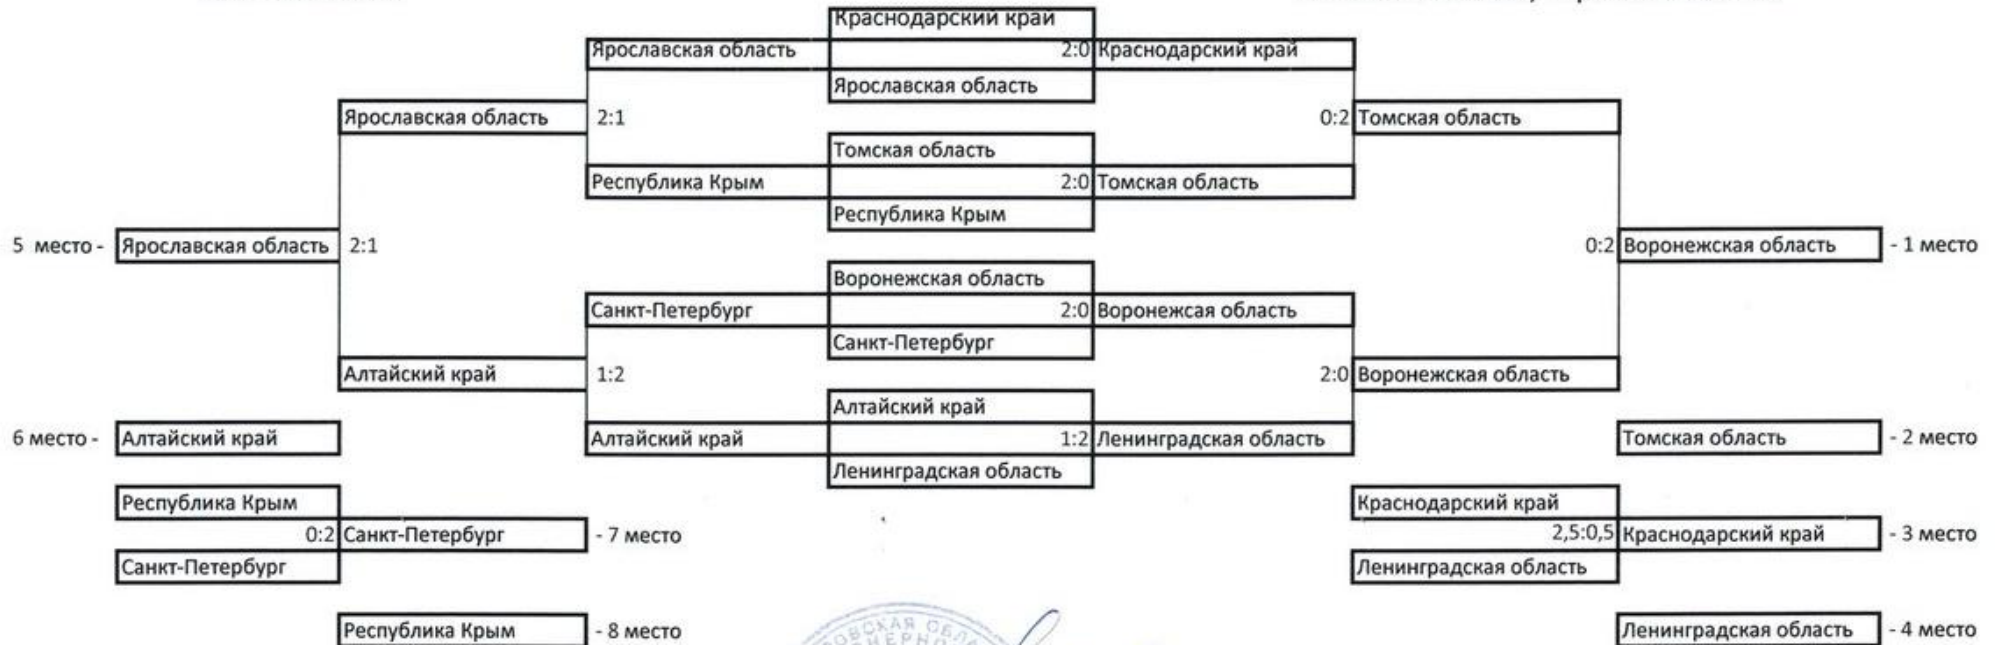 Краснодарский край
Ярославская область 2:0 Краснодарский край
Ярославская область
Ярославская область 2:1 0:2 Томская область
Томская область
Республика Крым 2:0 Томская область
Республика Крым
5 место - Ярославская область 2:1 0:2 Воронежская область - 1 место
Воронежская область
Санкт-Петербург 2:0 Воронежсая область
Санкт-Петербург
Алтайский край 1:2 2:0 Воронежская область
Алтайский край
6 место - Алтайский край Алтайский край 1:2 Ленинградская область Томская область - 2 место
Ленинградская область
Республика Крым Краснодарский край
0:2 Санкт-Петербург - 7 место 2,5:0,5 Краснодарский край - 3 место
Санкт-Петербург Ленинградская область
Республика Крым - 8 место Ленинградская область - 4 место